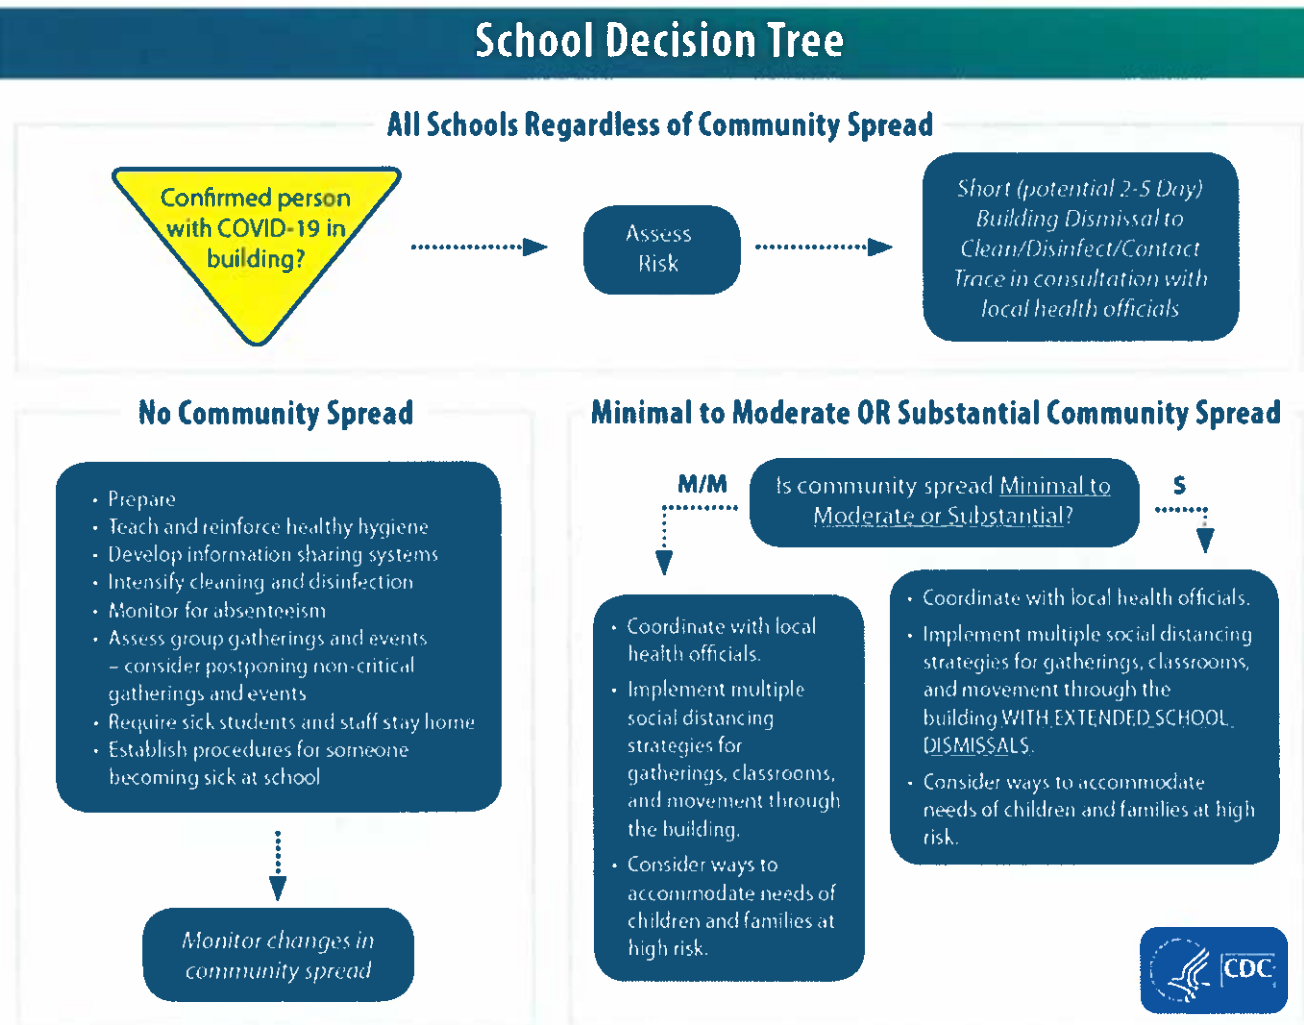 School Decision Tree
All Schools Regardless of Community Spread
Confirmed person
with COVID-19 in
building?
Assess
Risk
Short (potential 2-5 Day)
Building Dismissal to
Clean/Disinfect/Contact
Trace in consultation with
local health officials
No Community Spread
• Prepare
• Teach and reinforce healthy hygiene
• Develop information sharing systems
• Intensify cleaning and disinfection
• Monitor for absenteeism
• Assess group gatherings and events
– consider postponing non-critical
gatherings and events
• Require sick students and staff stay home
• Establish procedures for someone
becoming sick at school
Monitor changes in
community spread
Minimal to Moderate OR Substantial Community Spread
M/M
Is community spread Minimal to
Moderate or Substantial?
S
• Coordinate with local
health officials.
• Implement multiple
social distancing
strategies for
gatherings, classrooms,
and movement through
the building.
• Consider ways to
accommodate needs of
children and families at
high risk.
• Coordinate with local health officials.
• Implement multiple social distancing
strategies for gatherings, classrooms,
and movement through the
building WITH EXTENDED SCHOOL
DISMISSALS.
• Consider ways to accommodate
needs of children and families at high
risk.
CDC